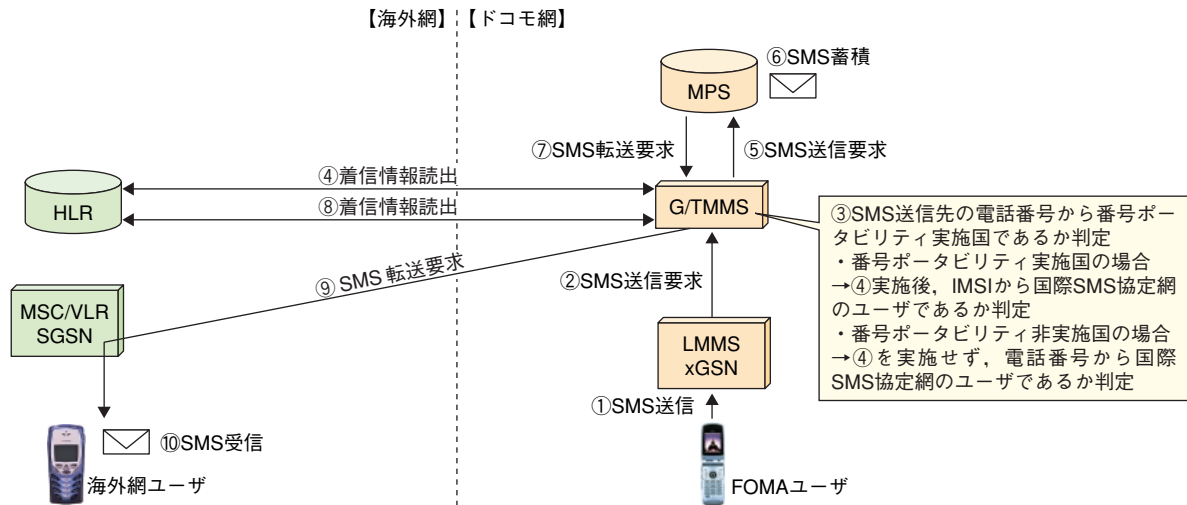 【海外網】
【ドコモ網】
⑥SMS蓄積
MPS
⑦SMS転送要求
⑤SMS送信要求
④着信情報読出
HLR
⑧着信情報読出
G/TMMS
③SMS送信先の電話番号から番号ポー
タビリティ実施国であるか判定
・番号ポータビリティ実施国の場合
→④実施後，IMSIから国際SMS協定網
のユーザであるか判定
・番号ポータビリティ非実施国の場合
→④を実施せず，電話番号から国際
SMS協定網のユーザであるか判定
⑨ SMS 転送要求
②SMS送信要求
MSC/VLR
SGSN
LMMS
xGSN
①SMS送信
⑩SMS受信
海外網ユーザ
FOMAユーザ